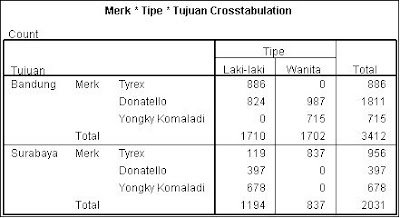 Merk * Tipe * Tujuan Crosstabulation
Count
Tipe
Tujuan Laki-laki Wanita Total
Bandung Merk Tyrex 886 0 886
Donatello 824 987 1811
Yongky Komaladi 0 715 715
Total 1710 1702 3412
Surabaya Merk Tyrex 119 837 956
Donatello 397 0 397
Yongky Komaladi 678 0 678
Total 1194 837 2031